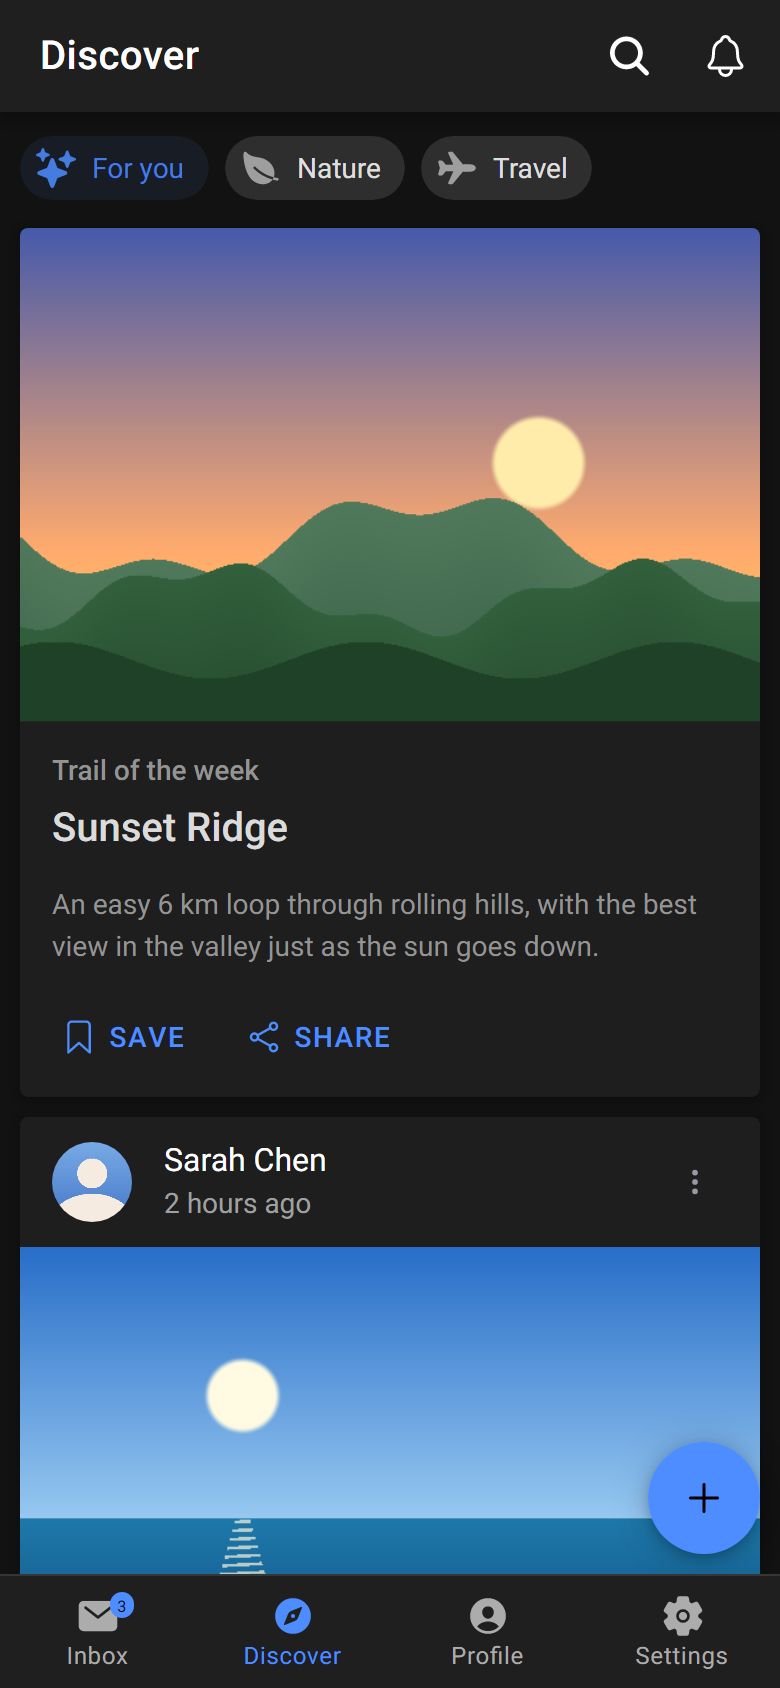 Discover
For you
Nature
Travel
Trail of the week
Sunset Ridge
An easy 6 km loop through rolling hills, with the best
view in the valley just as the sun goes down.
SAVE
SHARE
Sarah Chen
2 hours ago
3
Inbox
Discover
Profile
Settings